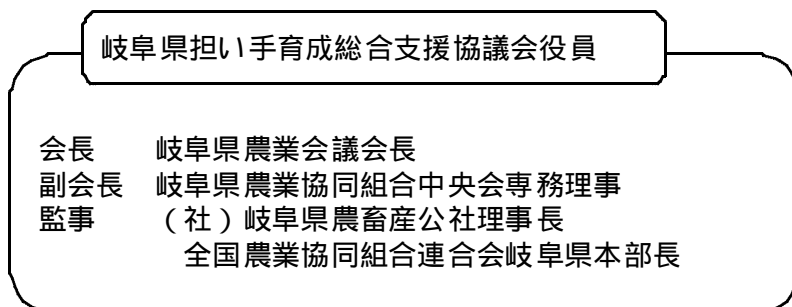 岐阜県担い手育成総合支援協議会役員
会長　　岐阜県農業会議会長
副会長　岐阜県農業協同組合中央会専務理事
監事　　（社）岐阜県農畜産公社理事長
全国農業協同組合連合会岐阜県本部長